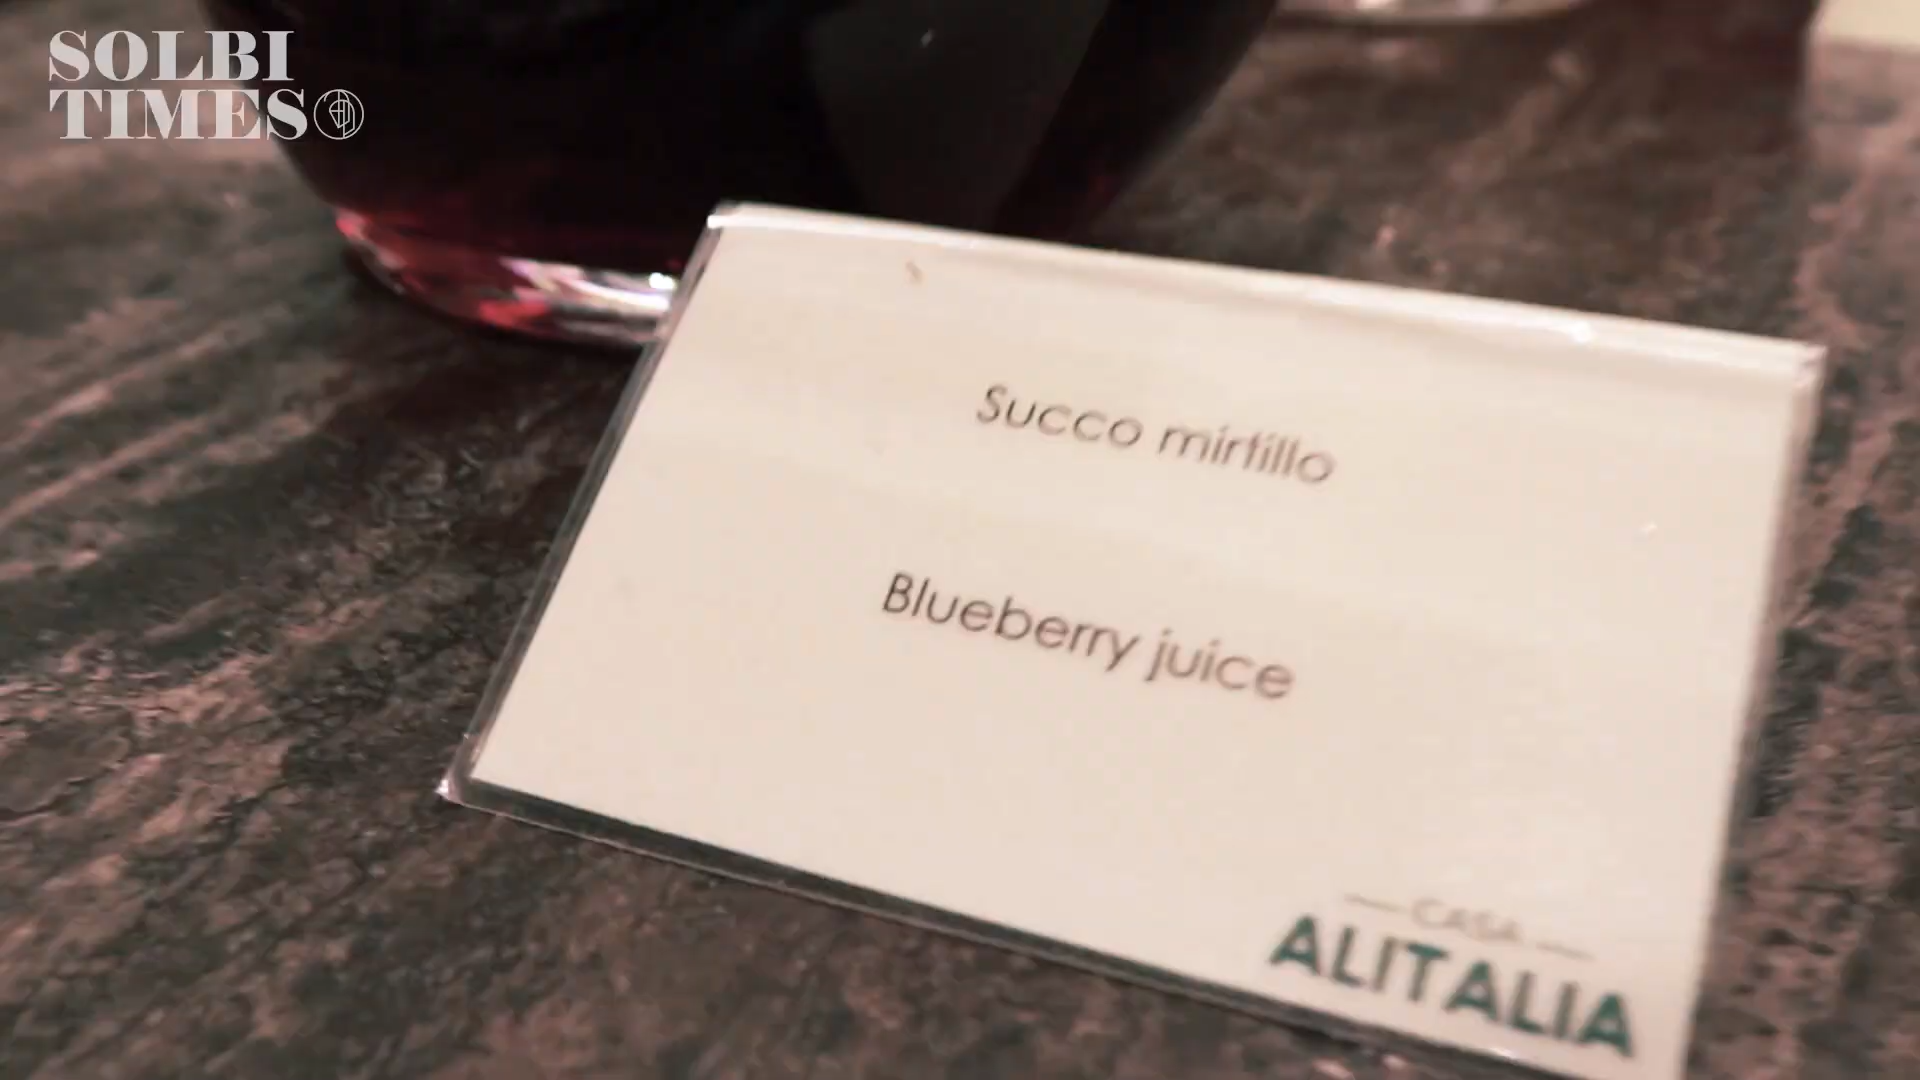 SOLBI
TIMES
Succo mirtillo
Blueberry juice
CASA
ALITALIA